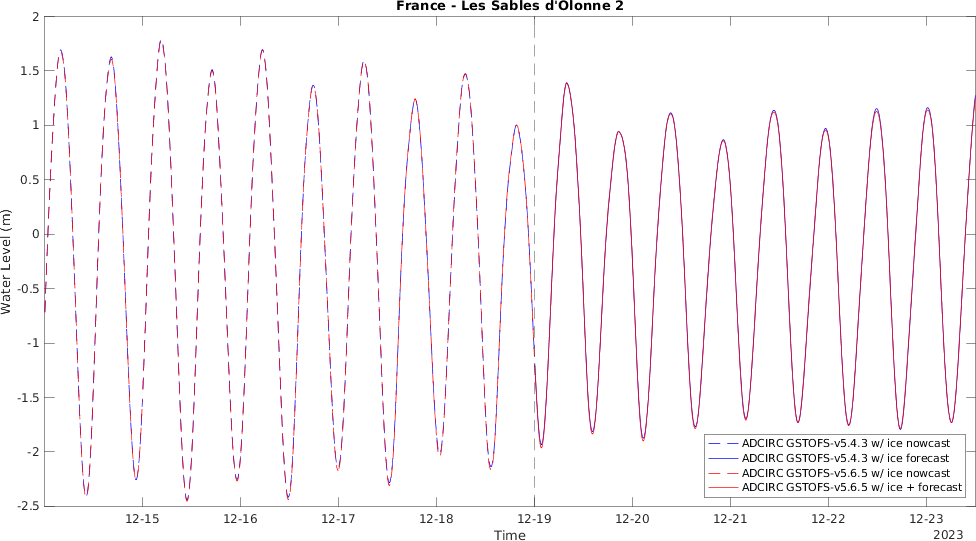 France - Les Sables d'Olonne 2
2
1.5
1
0.5
0
-0.5
-1
-1.5
-2
-2.5
Water Level (m)
12-15
12-16
12-17
12-18
12-19
12-20
12-21
12-22
12-23
Time
2023
ADCIRC GSTOFS-v5.4.3 w/ ice nowcast
ADCIRC GSTOFS-v5.4.3 w/ ice forecast
ADCIRC GSTOFS-v5.6.5 w/ ice nowcast
ADCIRC GSTOFS-v5.6.5 w/ ice + forecast